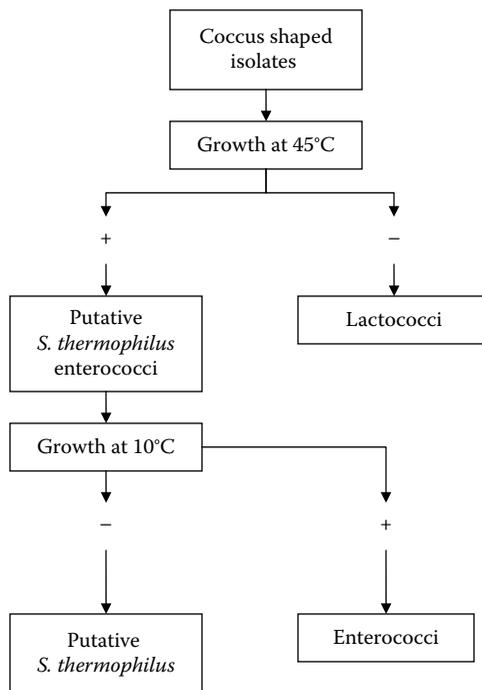 Coccus shaped
isolates
Growth at 45°C
+
–
Putative
S. thermophilus
enterococci
Lactococci
Growth at 10°C
–
+
Putative
S. thermophilus
Enterococci